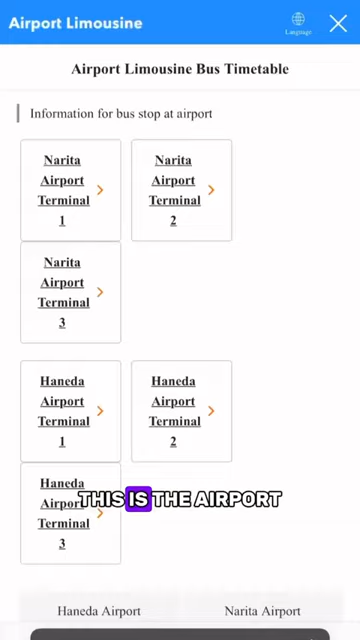 Airport Limousine
Language
Airport Limousine Bus Timetable
Information for bus stop at airport
Narita
Airport
Terminal
1
Narita
Airport
Terminal
2
Narita
Airport
Terminal
3
Haneda
Airport
Terminal
1
Haneda
Airport
Terminal
2
Haneda
Airport
Terminal
3
THIS IS THE AIRPORT
Haneda Airport
Narita Airport